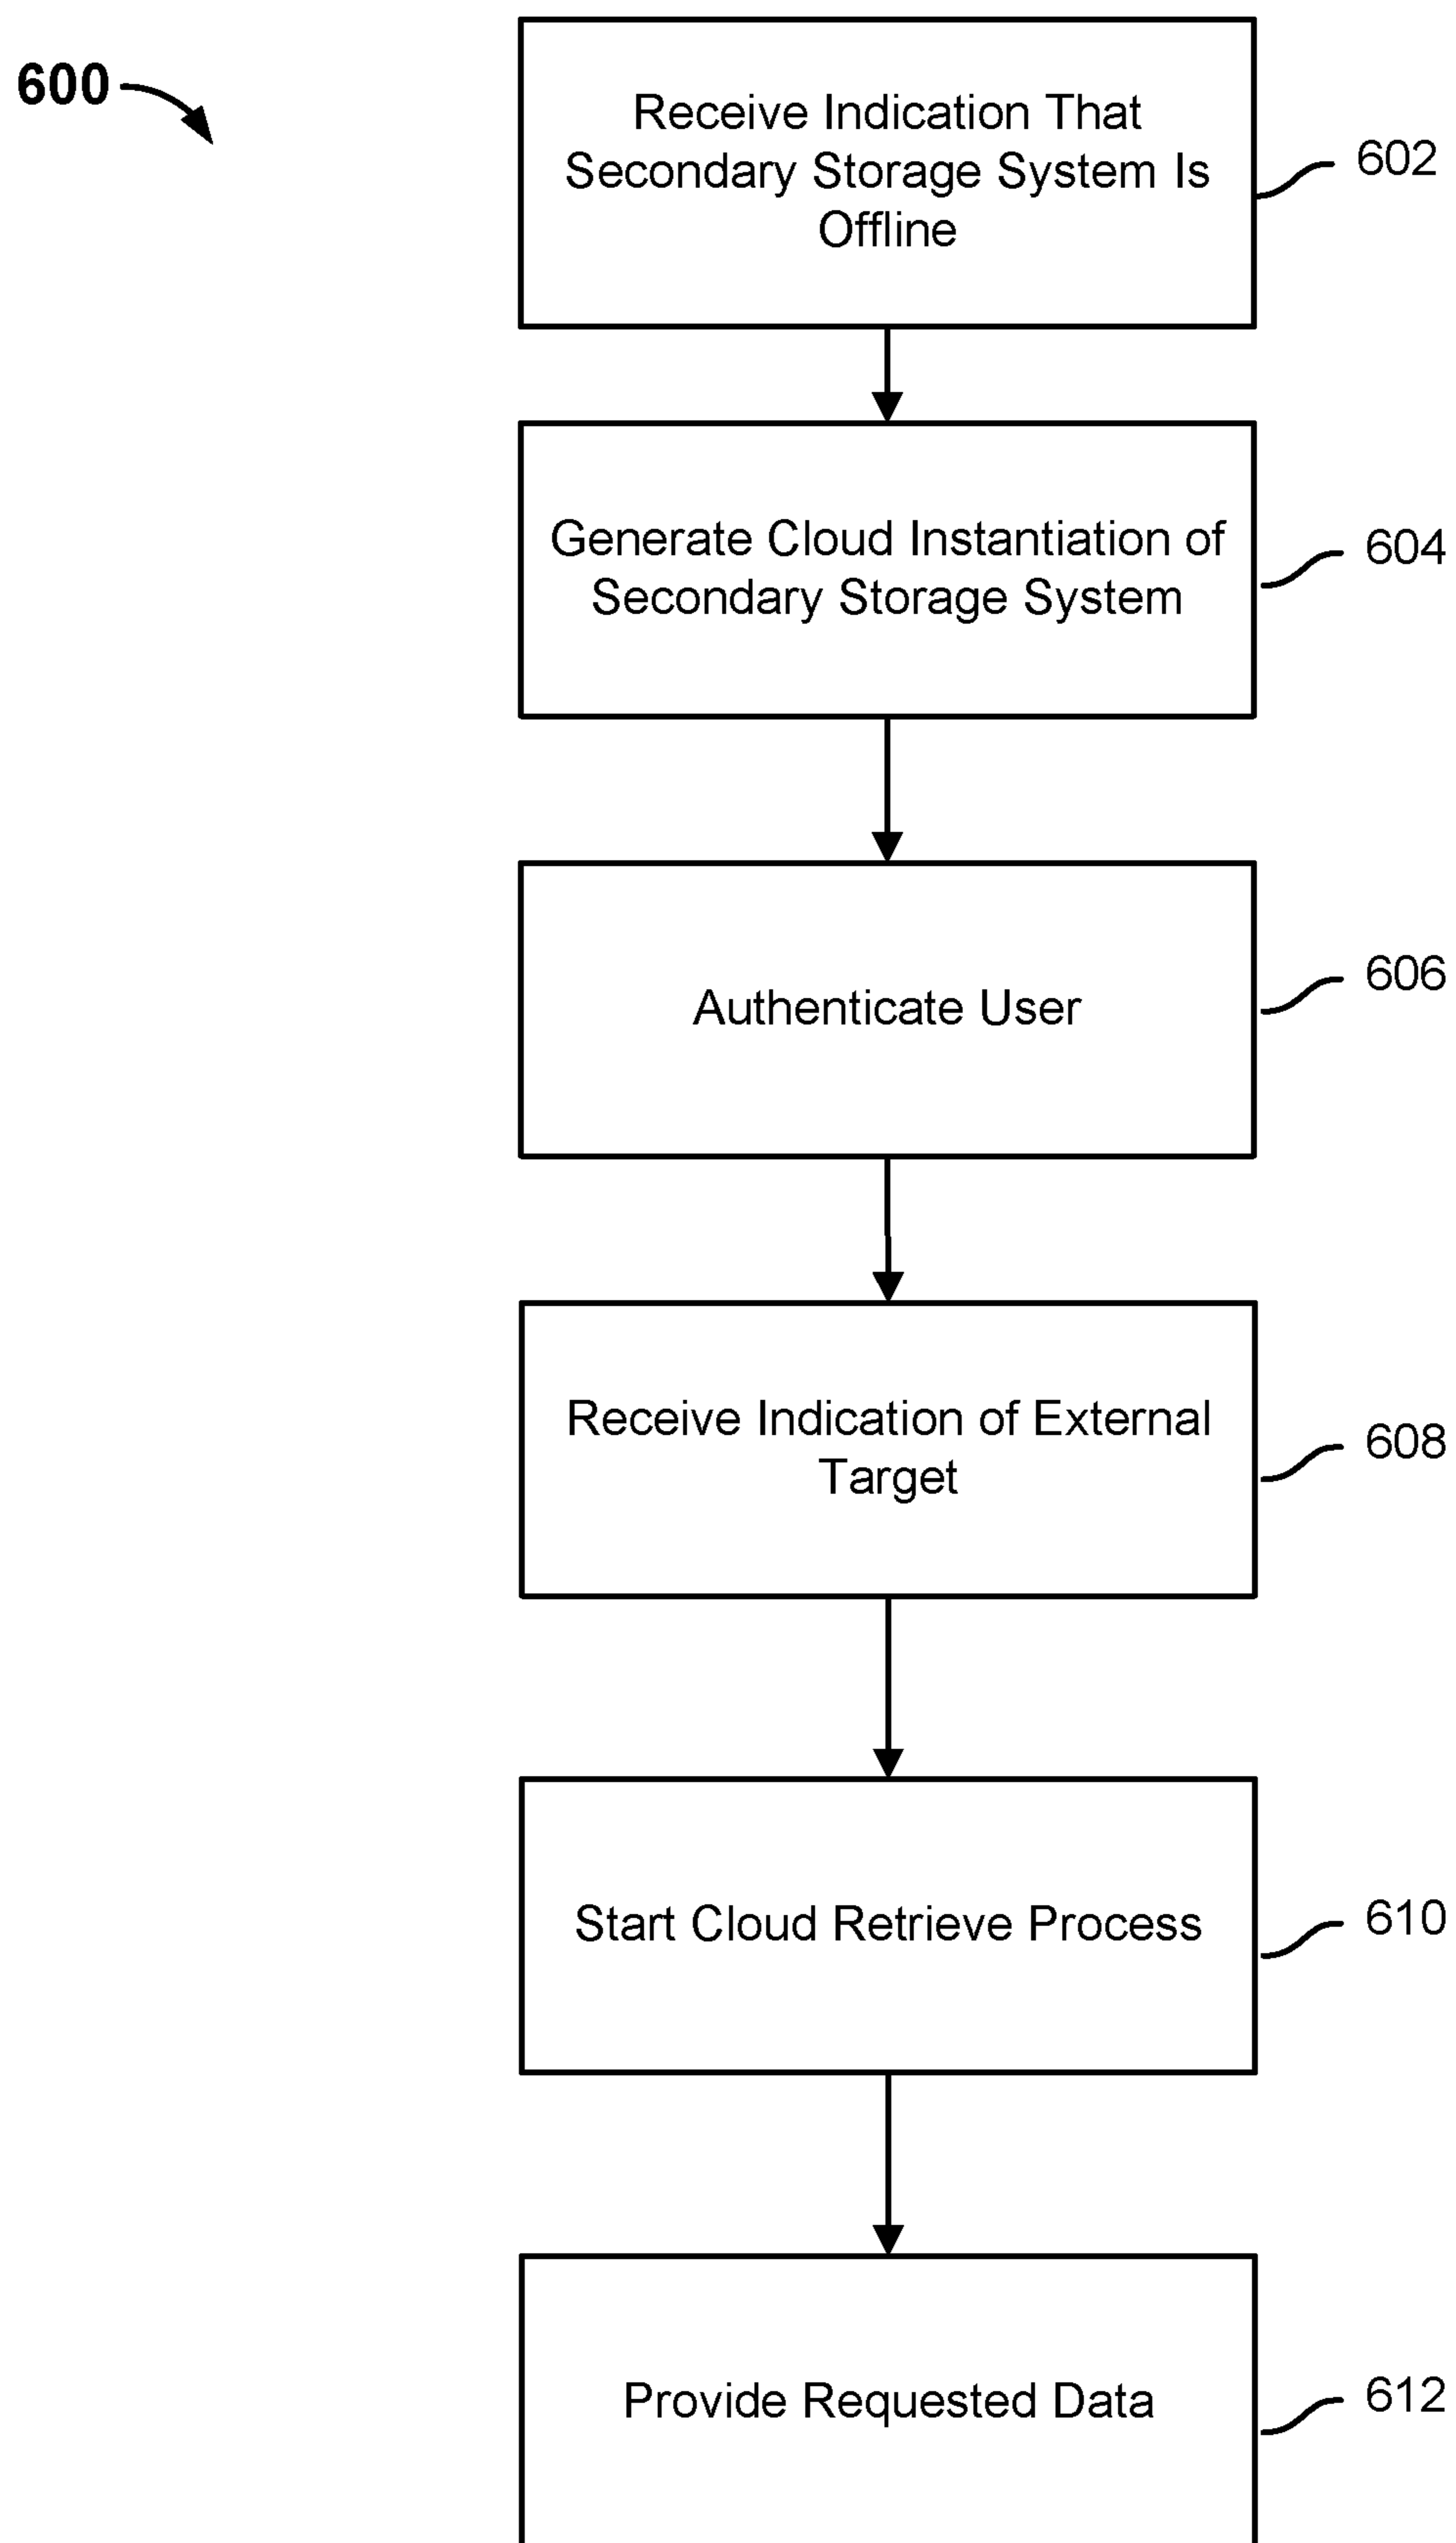 600
Receive Indication That
Secondary Storage System Is
Offline
602
Generate Cloud Instantiation of
Secondary Storage System
604
Authenticate User
606
Receive Indication of External
Target
608
Start Cloud Retrieve Process
610
Provide Requested Data
612